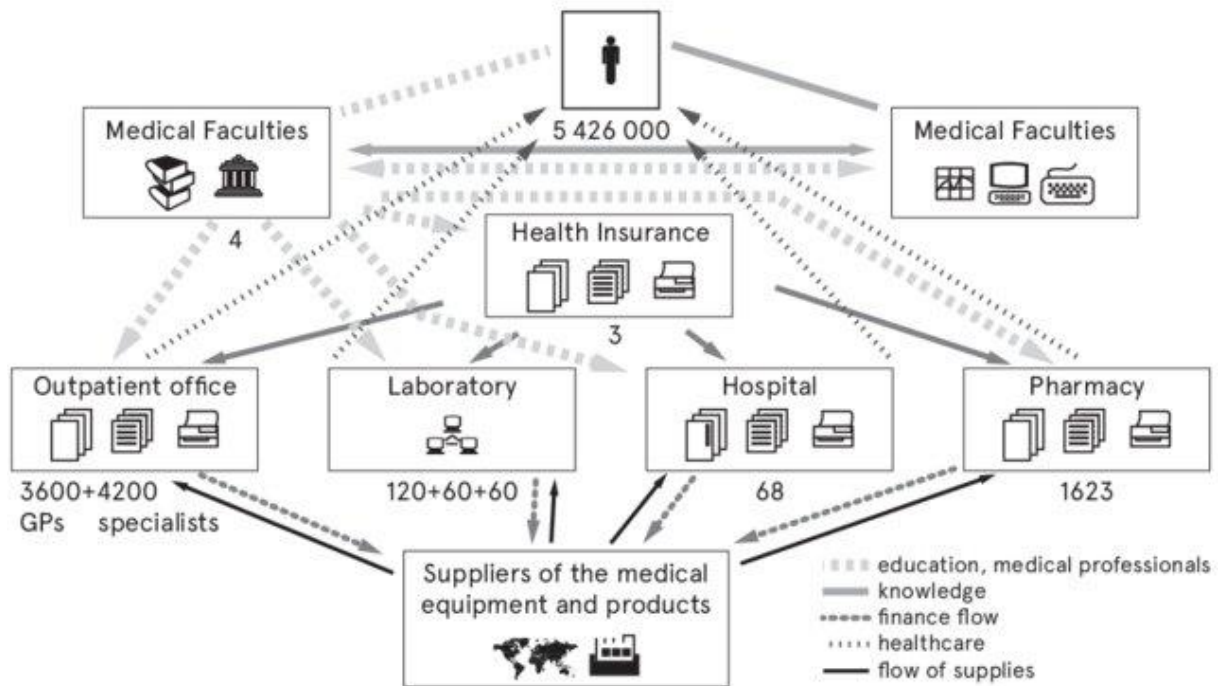 5 426 000
Medical Faculties
Medical Faculties
4
Health Insurance
3
Outpatient office
Laboratory
Hospital
Pharmacy
3600+4200
GPs specialists
120+60+60
68
1623
Suppliers of the medical
equipment and products
education, medical professionals
knowledge
finance flow
healthcare
flow of supplies